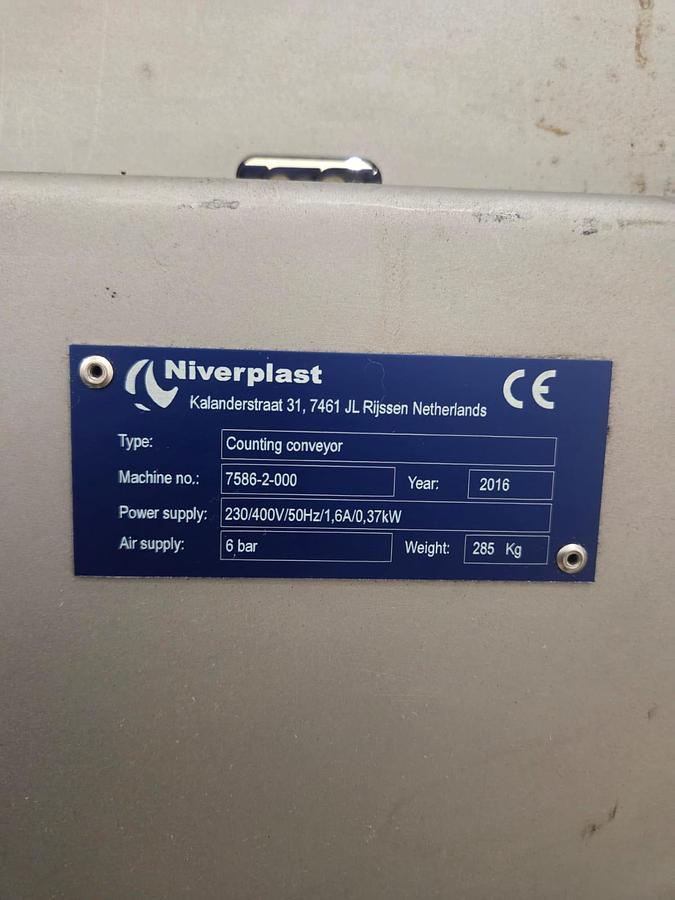 Niverplast
CE
Kalanderstraat 31, 7461 JL Rijssen Netherlands
Type: Counting conveyor
Machine no.: 7586-2-000 Year: 2016
Power supply: 230/400V/50Hz/1,6A/0,37kW
Air supply: 6 bar Weight: 285 Kg